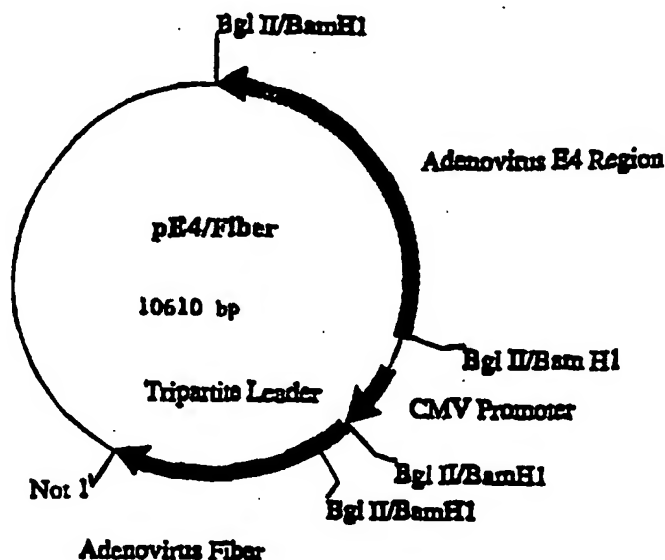 Bgl II/BamH1
Adenovirus E4 Region
pE4/Fiber
10610 bp
Bgl II/Bam H1
Tripartite Leader
CMV Promoter
Bgl II/BamH1
Not 1
Bgl II/BamH1
Adenovirus Fiber